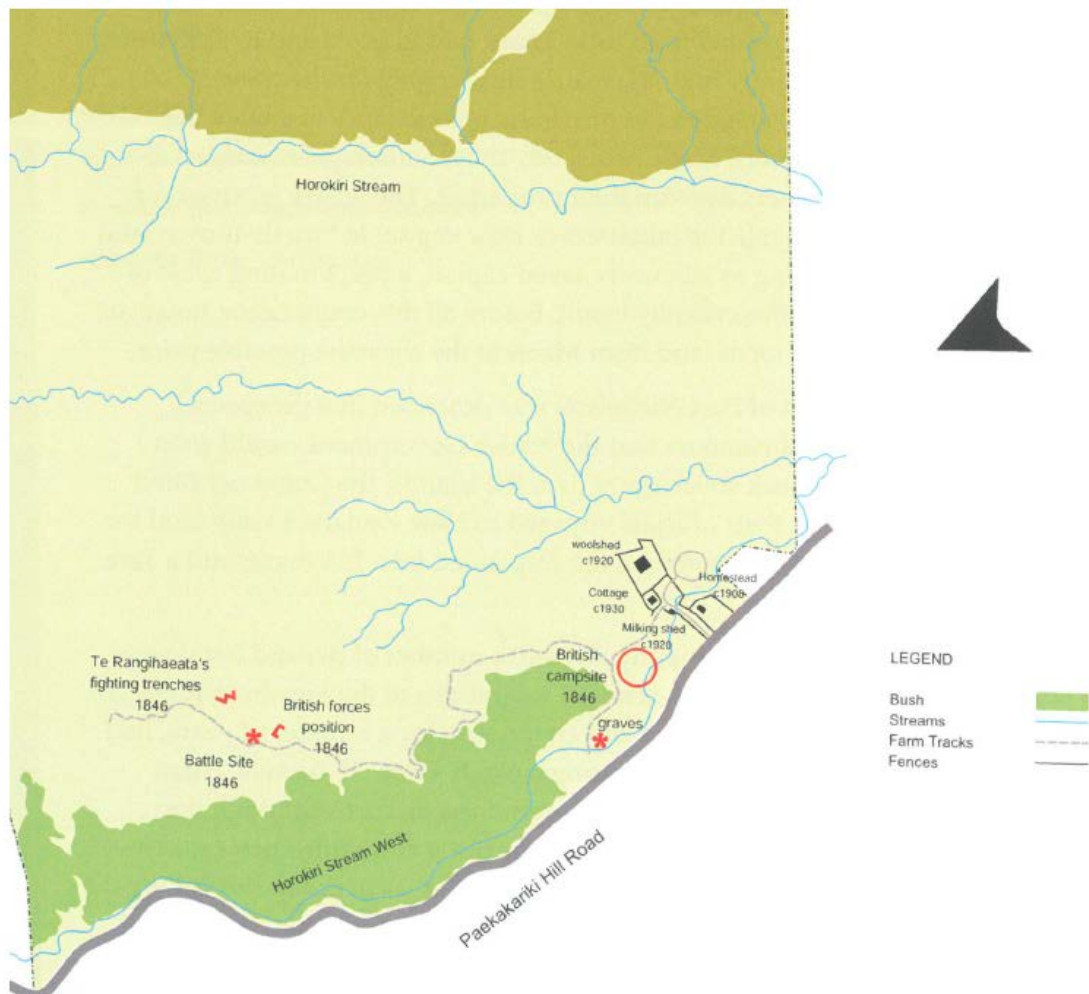 Horokiri Stream
woolshed
c1920
Homestead
c1908
Cottage
c1930
Milking shed
c1920
British
campsite
1846
graves
Te Rangihaeata's
fighting trenches
1846
British forces
position
1846
Battle Site
1846
Horokiri Stream West
Paekakariki Hill Road
LEGEND
Bush
Streams
Farm Tracks
Fences